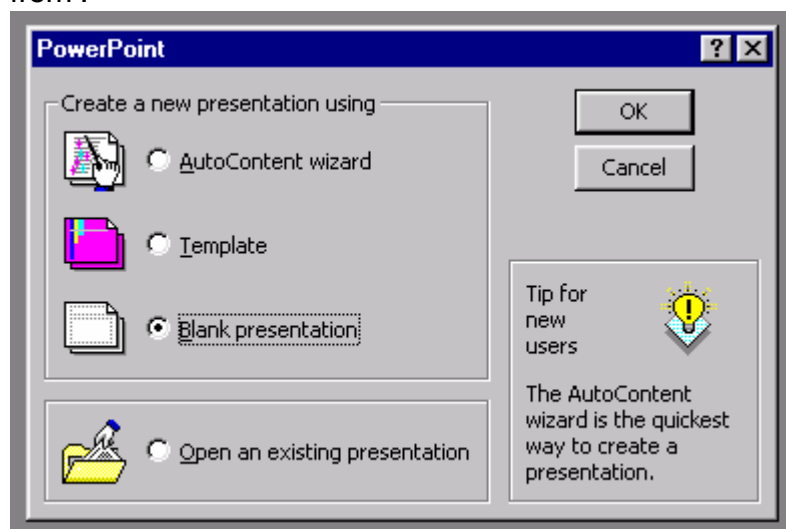 PowerPoint
Create a new presentation using
AutoContent wizard
Template
Blank presentation
Open an existing presentation
OK
Cancel
Tip for
new
users
The AutoContent
wizard is the quickest
way to create a
presentation.